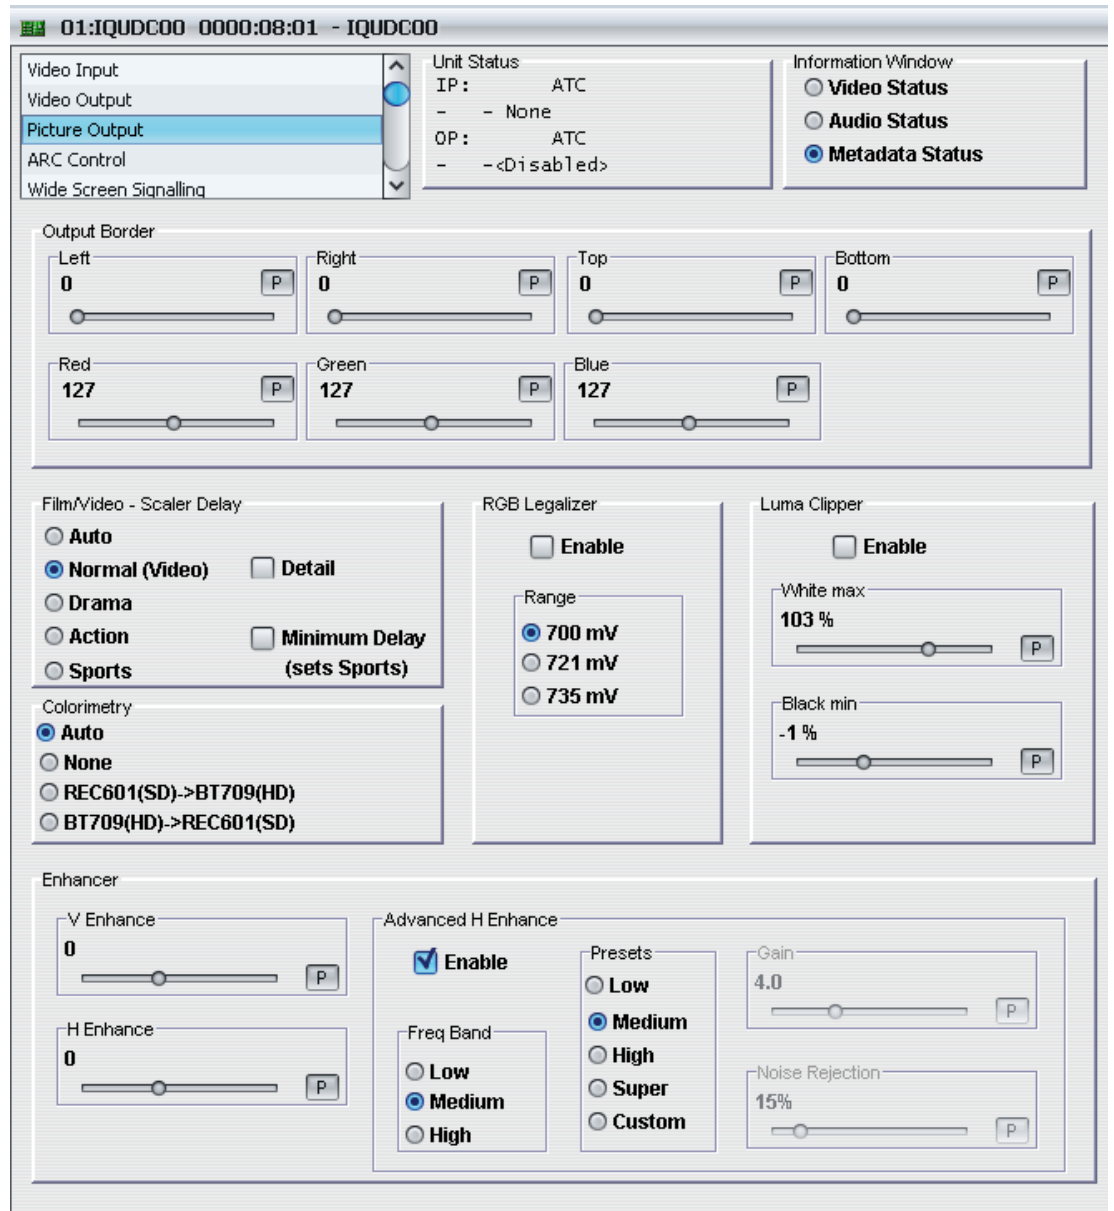 01:IQUDC00  0000:08:01  - IQUDC00
Video Input
Video Output
Picture Output
ARC Control
Wide Screen Signalling
Unit Status
IP:        ATC
-   - None
OP:        ATC
-   -<Disabled>
Information Window
Video Status
Audio Status
Metadata Status
Output Border
Left
0
P
Right
0
P
Top
0
P
Bottom
0
P
Red
127
P
Green
127
P
Blue
127
P
Film/Video - Scaler Delay
Auto
Normal (Video)
Detail
Drama
Action
Minimum Delay
(sets Sports)
Sports
Colorimetry
Auto
None
REC601(SD)->BT709(HD)
BT709(HD)->REC601(SD)
RGB Legalizer
Enable
Range
700 mV
721 mV
735 mV
Luma Clipper
Enable
White max
103 %
P
Black min
-1 %
P
Enhancer
V Enhance
0
P
H Enhance
0
P
Advanced H Enhance
Enable
Freq Band
Low
Medium
High
Presets
Low
Medium
High
Super
Custom
Gain
4.0
P
Noise Rejection
15%
P